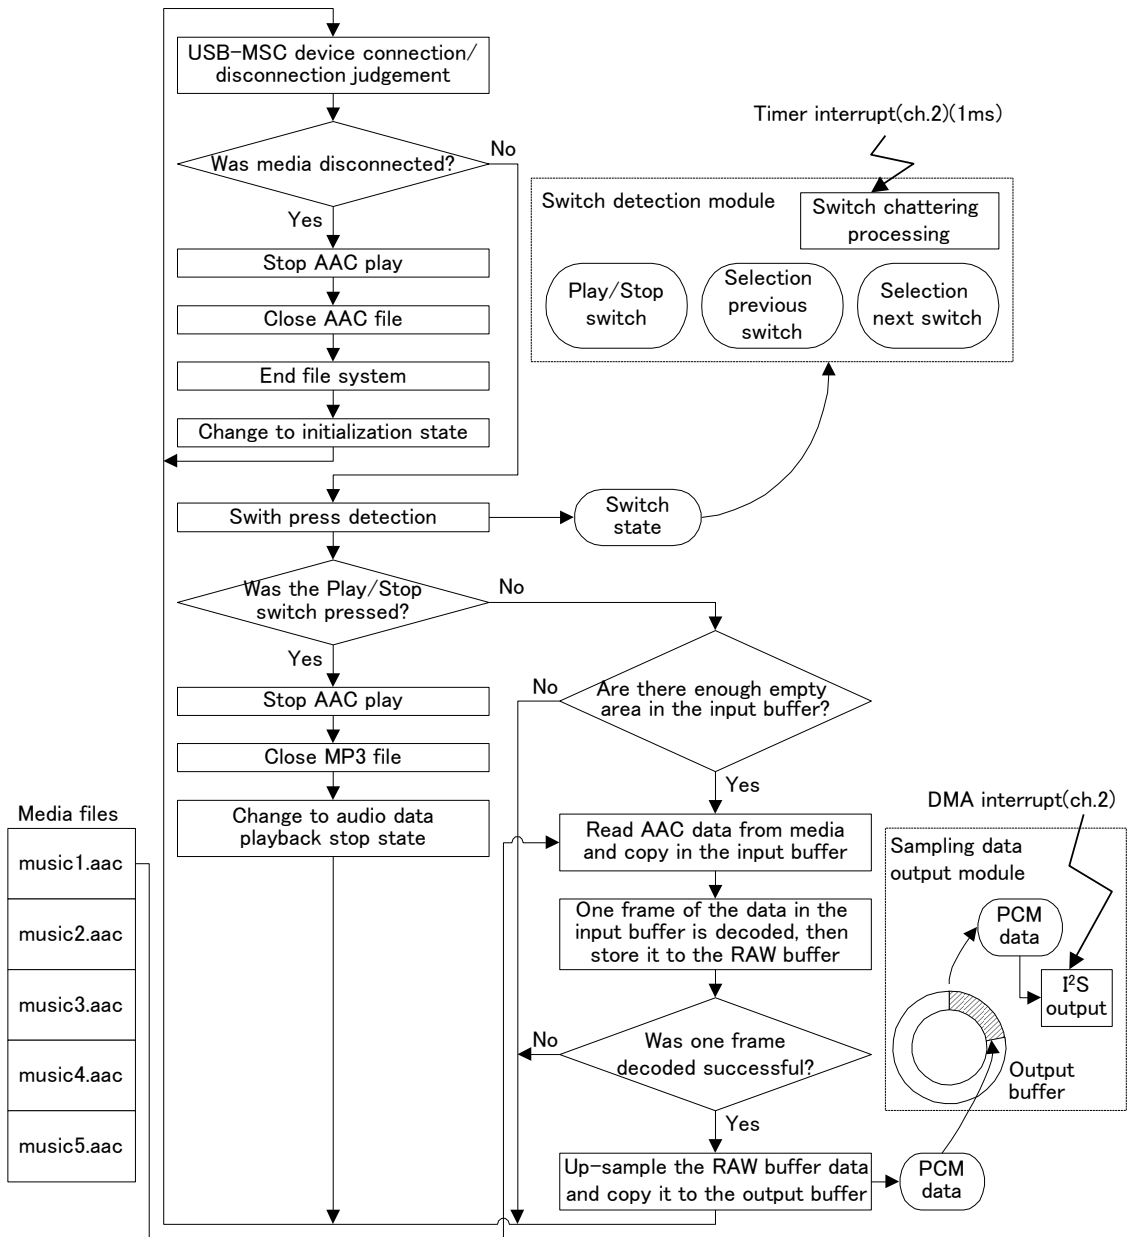 USB-MSC device connection/
disconnection judgement
Timer interrupt(ch.2)(1ms)
Was media disconnected?
No
Yes
Switch detection module
Switch chattering
processing
Stop AAC play
Play/Stop
switch
Selection
previous
switch
Selection
next switch
Close AAC file
End file system
Change to initialization state
Swith press detection
Switch
state
Was the Play/Stop
switch pressed?
No
Yes
Are there enough empty
area in the input buffer?
No
Yes
Stop AAC play
Close MP3 file
Change to audio data
playback stop state
Media files
music1.aac
music2.aac
music3.aac
music4.aac
music5.aac
Read AAC data from media
and copy in the input buffer
One frame of the data in the
input buffer is decoded, then
store it to the RAW buffer
Was one frame
decoded successful?
No
Yes
Up-sample the RAW buffer data
and copy it to the output buffer
PCM
data
DMA interrupt(ch.2)
Sampling data
output module
PCM
data
I²S
output
Output
buffer